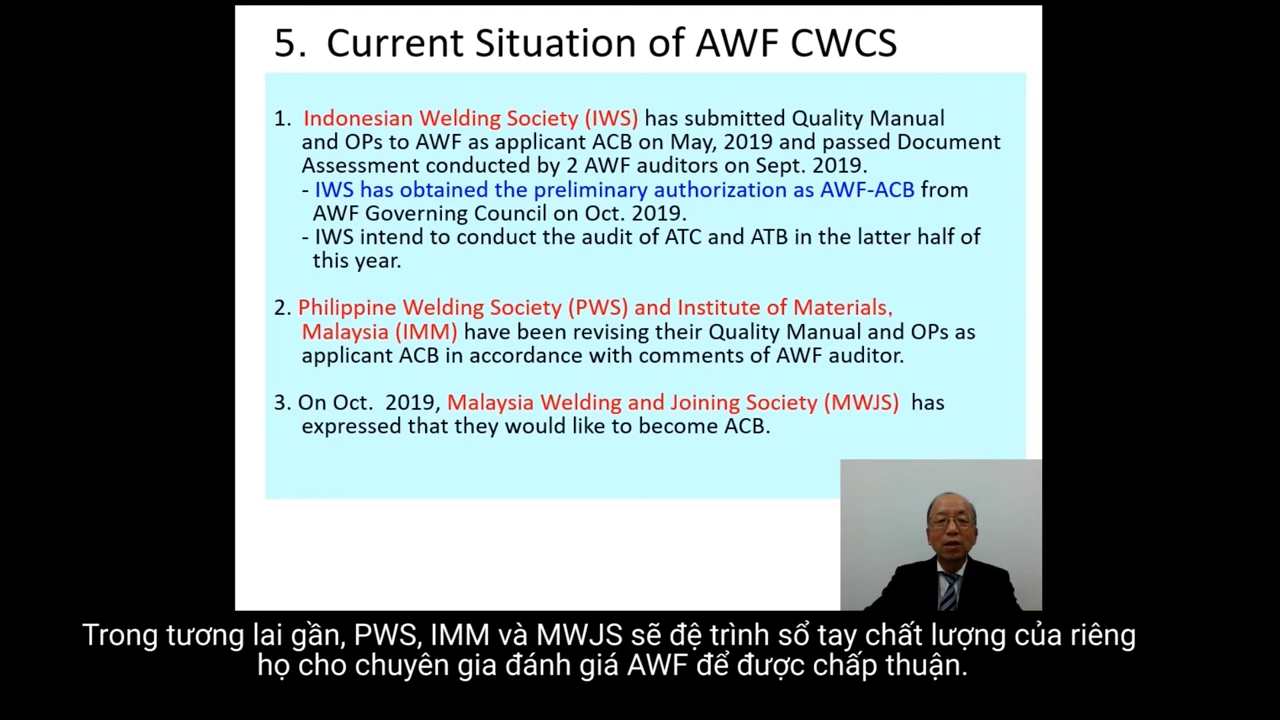 5. Current Situation of AWF CWCS
1. Indonesian Welding Society (IWS) has submitted Quality Manual
and OPs to AWF as applicant ACB on May, 2019 and passed Document
Assessment conducted by 2 AWF auditors on Sept. 2019.
- IWS has obtained the preliminary authorization as AWF-ACB from
AWF Governing Council on Oct. 2019.
- IWS intend to conduct the audit of ATC and ATB in the latter half of
this year.
2. Philippine Welding Society (PWS) and Institute of Materials,
Malaysia (IMM) have been revising their Quality Manual and OPs as
applicant ACB in accordance with comments of AWF auditor.
3. On Oct. 2019, Malaysia Welding and Joining Society (MWJS) has
expressed that they would like to become ACB.
Trong tương lai gần, PWS, IMM và MWJS sẽ đệ trình sổ tay chất lượng của riêng
họ cho chuyên gia đánh giá AWF để được chấp thuận.